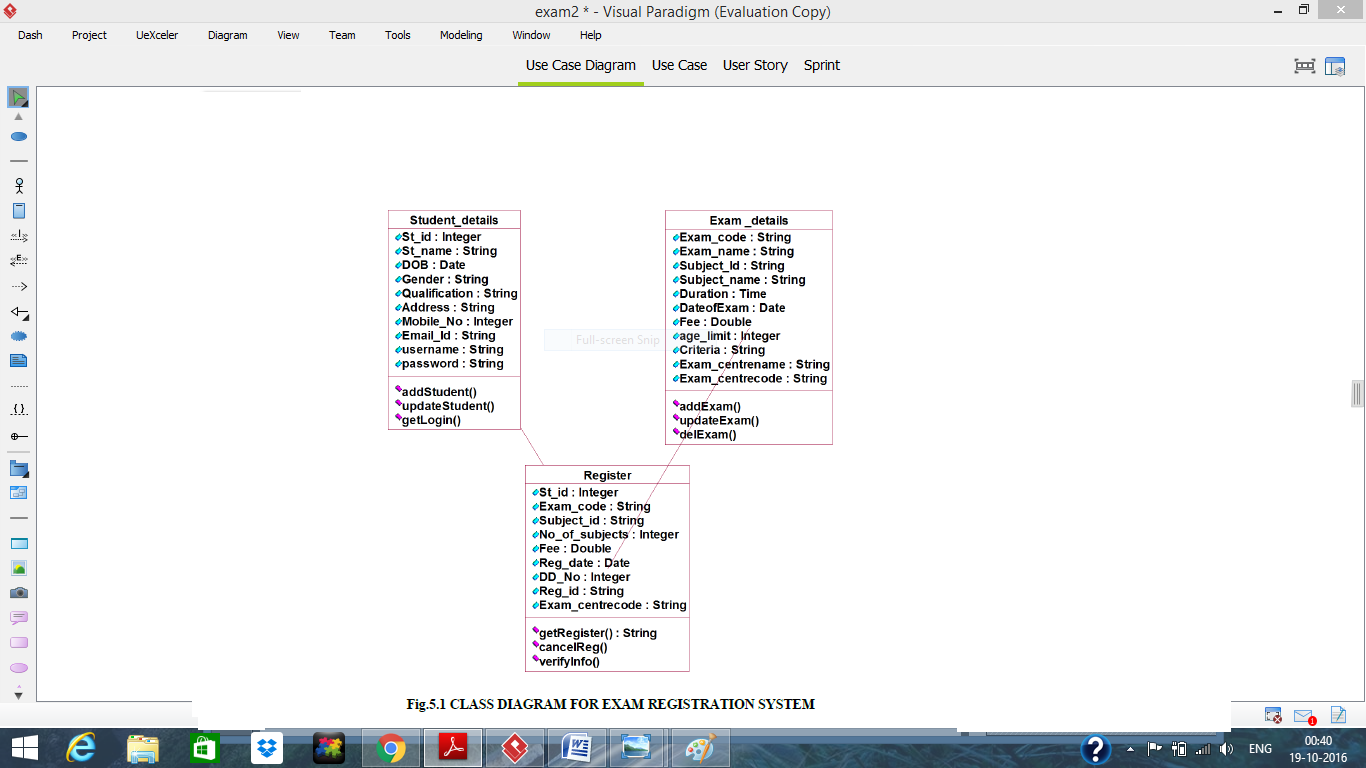 exam2 * - Visual Paradigm (Evaluation Copy)
Dash Project UeXceler Diagram View Team Tools Modeling Window Help
Use Case Diagram Use Case User Story Sprint
Student_details
St_id : Integer
St_name : String
DOB : Date
Gender : String
Qualification : String
Address : String
Mobile_No : Integer
Email_Id : String
username : String
password : String
addStudent()
updateStudent()
getLogin()
Exam _details
Exam_code : String
Exam_name : String
Subject_Id : String
Subject_name : String
Duration : Time
DateofExam : Date
Fee : Double
age_limit : Integer
Criteria : String
Exam_centrename : String
Exam_centrecode : String
addExam()
updateExam()
delExam()
Full-screen Snip
Register
St_id : Integer
Exam_code : String
Subject_id : String
No_of_subjects : Integer
Fee : Double
Reg_date : Date
DD_No : Integer
Reg_id : String
Exam_centrecode : String
getRegister() : String
cancelReg()
verifyInfo()
Fig.5.1 CLASS DIAGRAM FOR EXAM REGISTRATION SYSTEM
1
ENG
00:40
19-10-2016